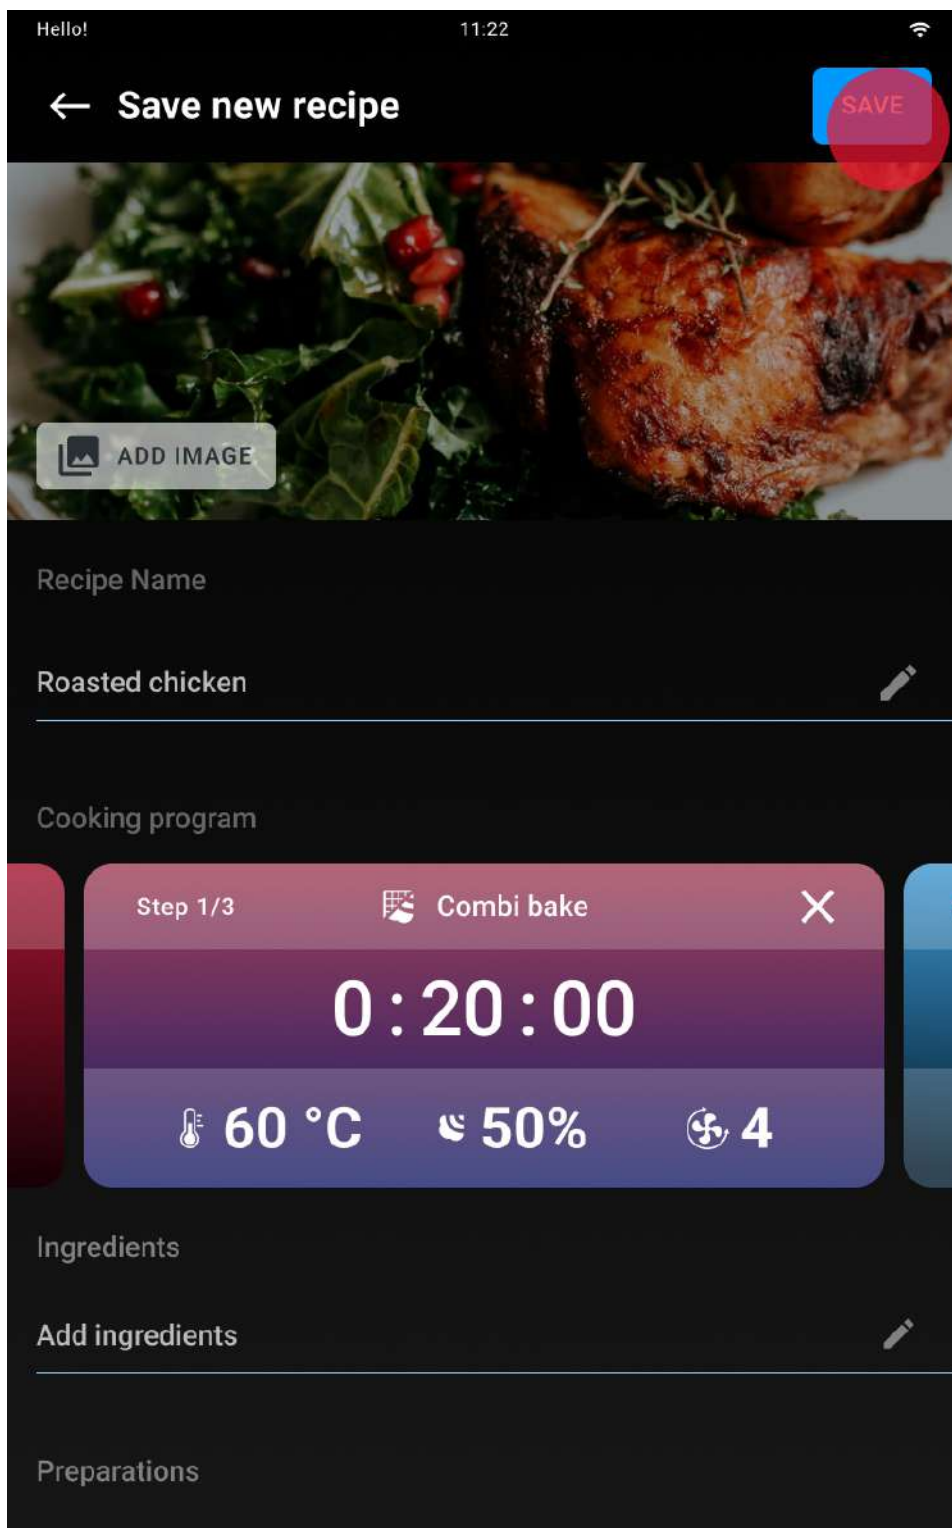 Hello! 11:22
Save new recipe SAVE
ADD IMAGE
Recipe Name
Roasted chicken
Cooking program
Step 1/3 Combi bake
0 : 20 : 00
60 °C 50% 4
Ingredients
Add ingredients
Preparations